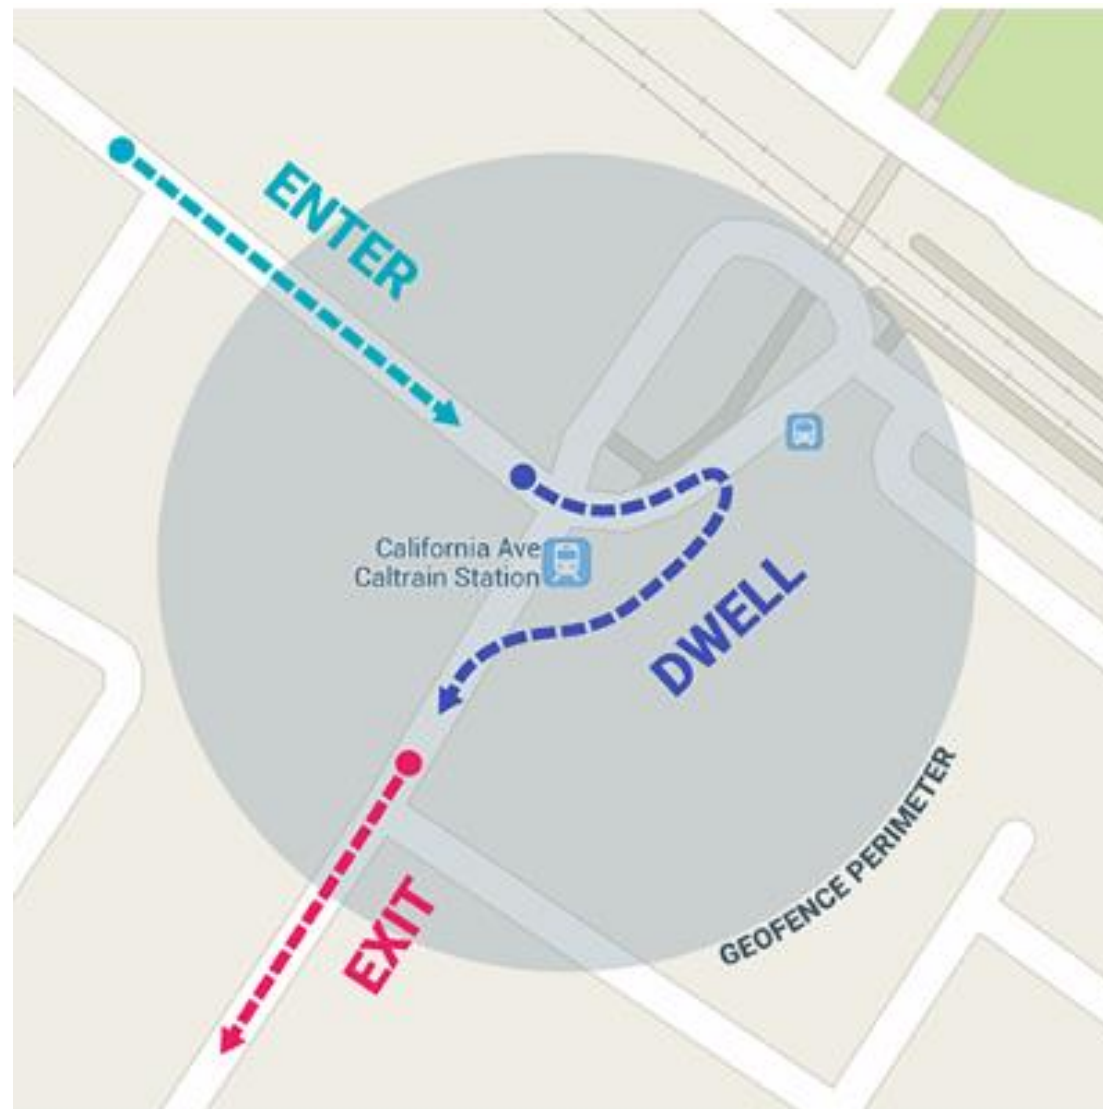 ENTER
California Ave
Caltrain Station
DWELL
GEOFENCE PERIMETER
EXIT